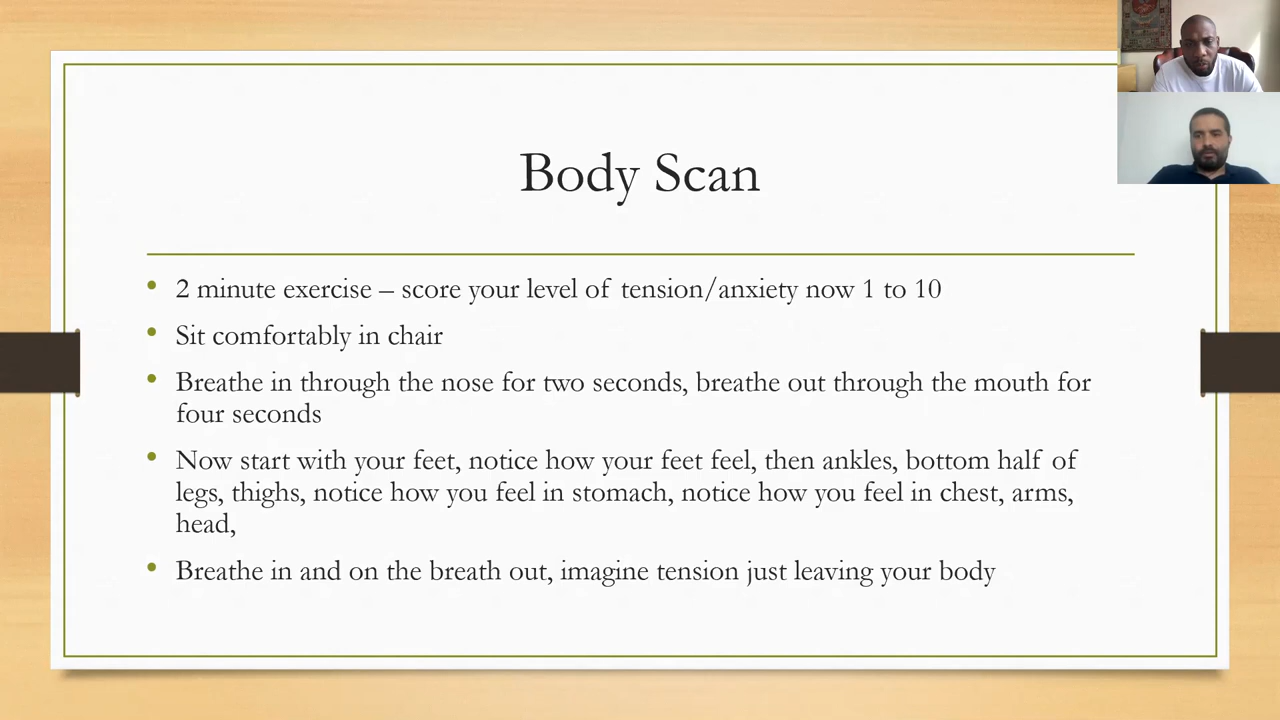 Body Scan
2 minute exercise – score your level of tension/anxiety now 1 to 10
Sit comfortably in chair
Breathe in through the nose for two seconds, breathe out through the mouth for
four seconds
Now start with your feet, notice how your feet feel, then ankles, bottom half of
legs, thighs, notice how you feel in stomach, notice how you feel in chest, arms,
head,
Breathe in and on the breath out, imagine tension just leaving your body